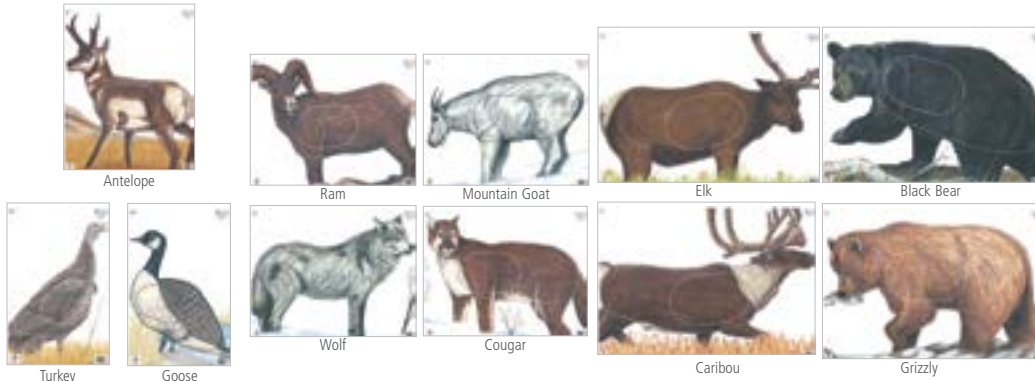 Antelope
Ram
Mountain Goat
Elk
Black Bear
Turkey
Goose
Wolf
Cougar
Caribou
Grizzly